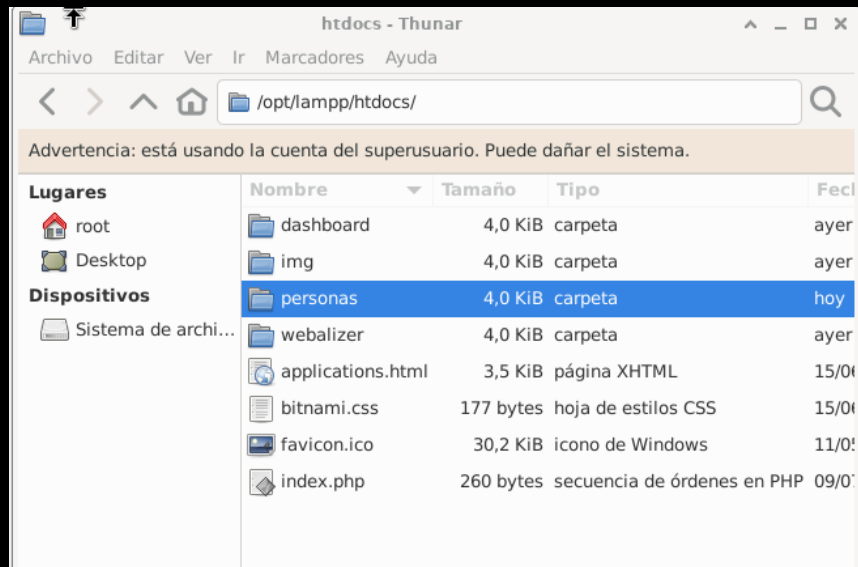 htdocs - Thunar
Archivo Editar Ver Ir Marcadores Ayuda
/opt/lampp/htdocs/
Advertencia: está usando la cuenta del superusuario. Puede dañar el sistema.
Lugares
root
Desktop
Dispositivos
Sistema de archi...
Nombre Tamaño Tipo
dashboard 4,0 KiB carpeta ayer
img 4,0 KiB carpeta ayer
personas 4,0 KiB carpeta hoy
webalizer 4,0 KiB carpeta ayer
applications.html 3,5 KiB página XHTML
bitnami.css 177 bytes hoja de estilos CSS
favicon.ico 30,2 KiB icono de Windows
index.php 260 bytes secuencia de órdenes en PHP